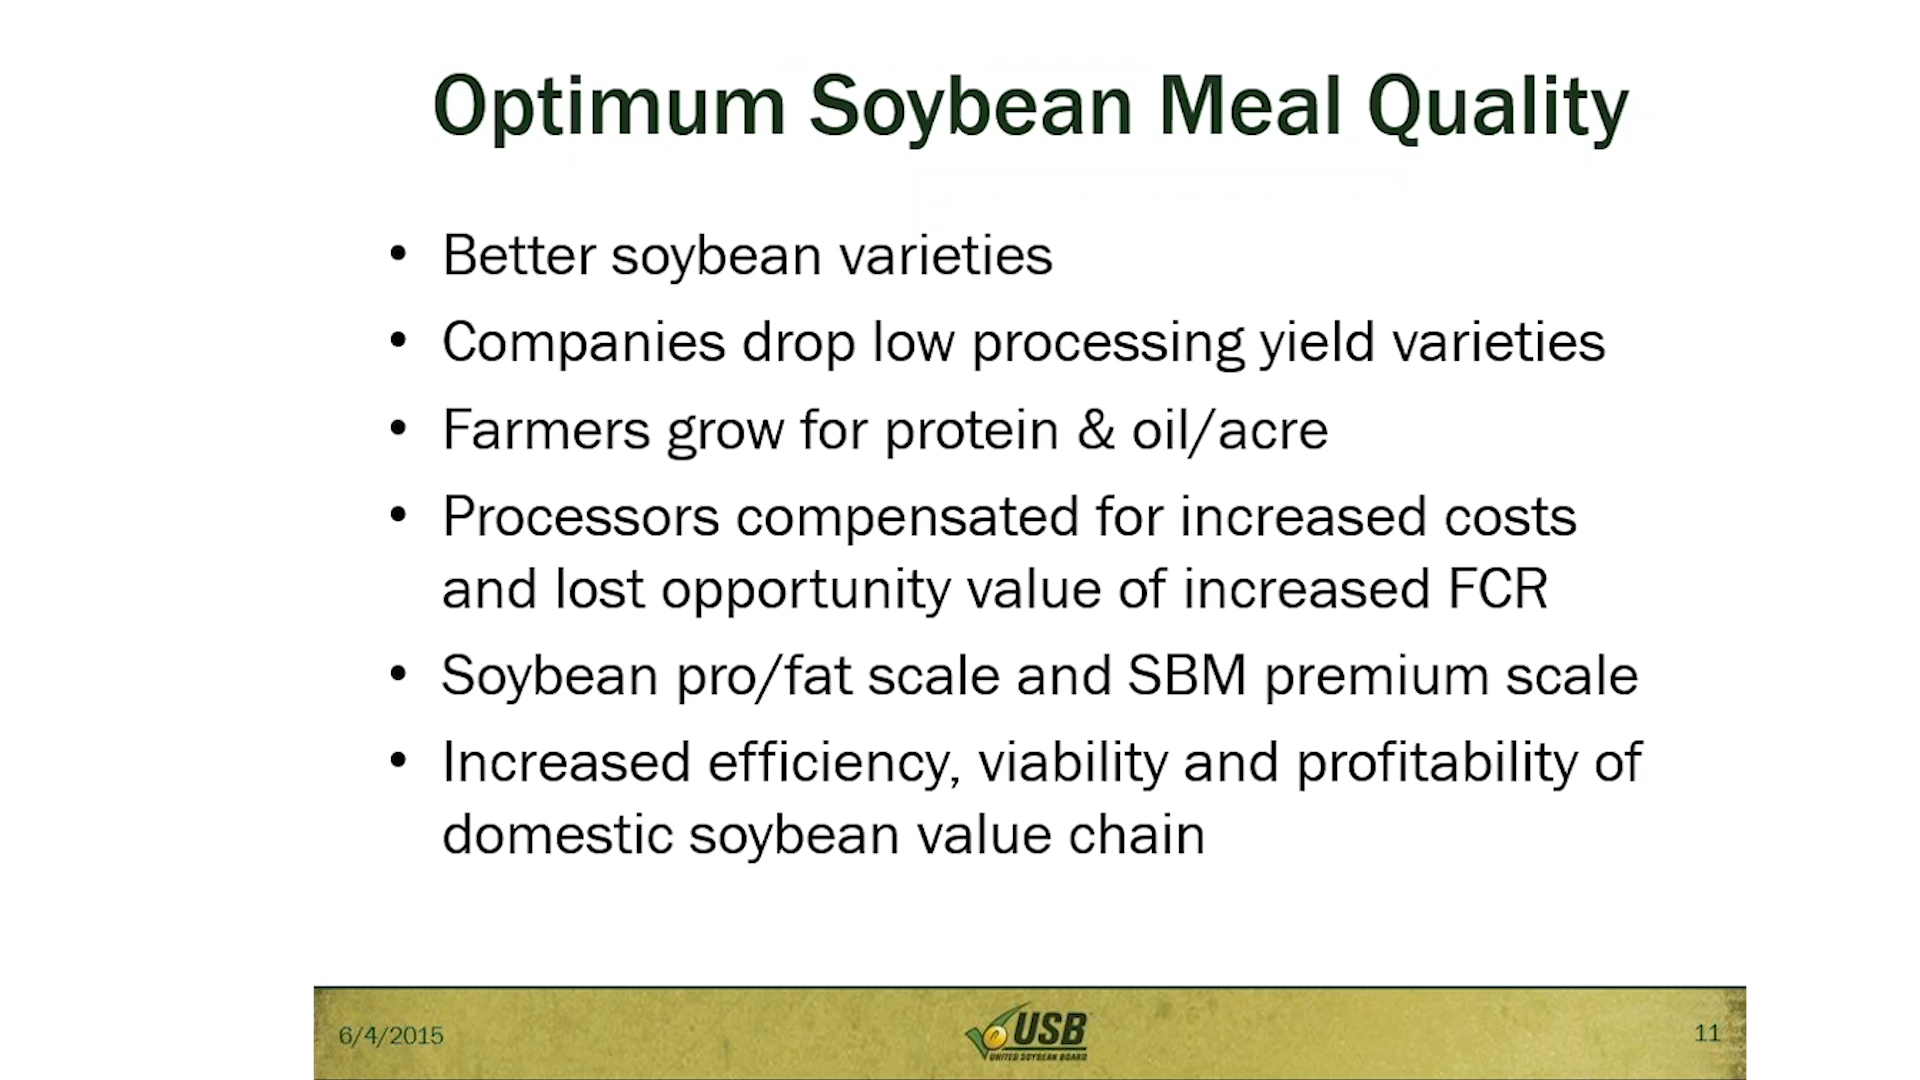 Optimum Soybean Meal Quality
• Better soybean varieties
• Companies drop low processing yield varieties
• Farmers grow for protein & oil/acre
• Processors compensated for increased costs
and lost opportunity value of increased FCR
• Soybean pro/fat scale and SBM premium scale
• Increased efficiency, viability and profitability of
domestic soybean value chain
6/4/2015
USB
UNITED SOYBEAN BOARD
11